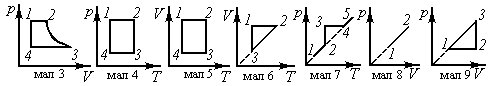 p 1 2 p 1 2 V 1 2 V 1 2 p 3 5 p 2 p 3
4
4 3 4 3 4 3 3 1 2 1 1 2
V T T T T V V
мал 3 мал 4 мал 5 мал 6 мал 7 мал 8 мал 9